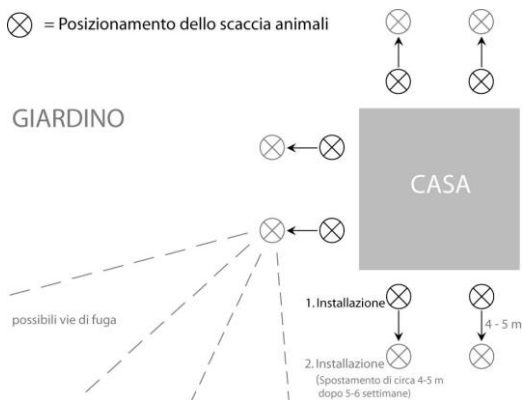 = Posizionamento dello scaccia animali
GIARDINO
CASA
1. Installazione
4 - 5 m
possibili vie di fuga
2. Installazione
(Spostamento di circa 4-5 m
dopo 5-6 settimane)